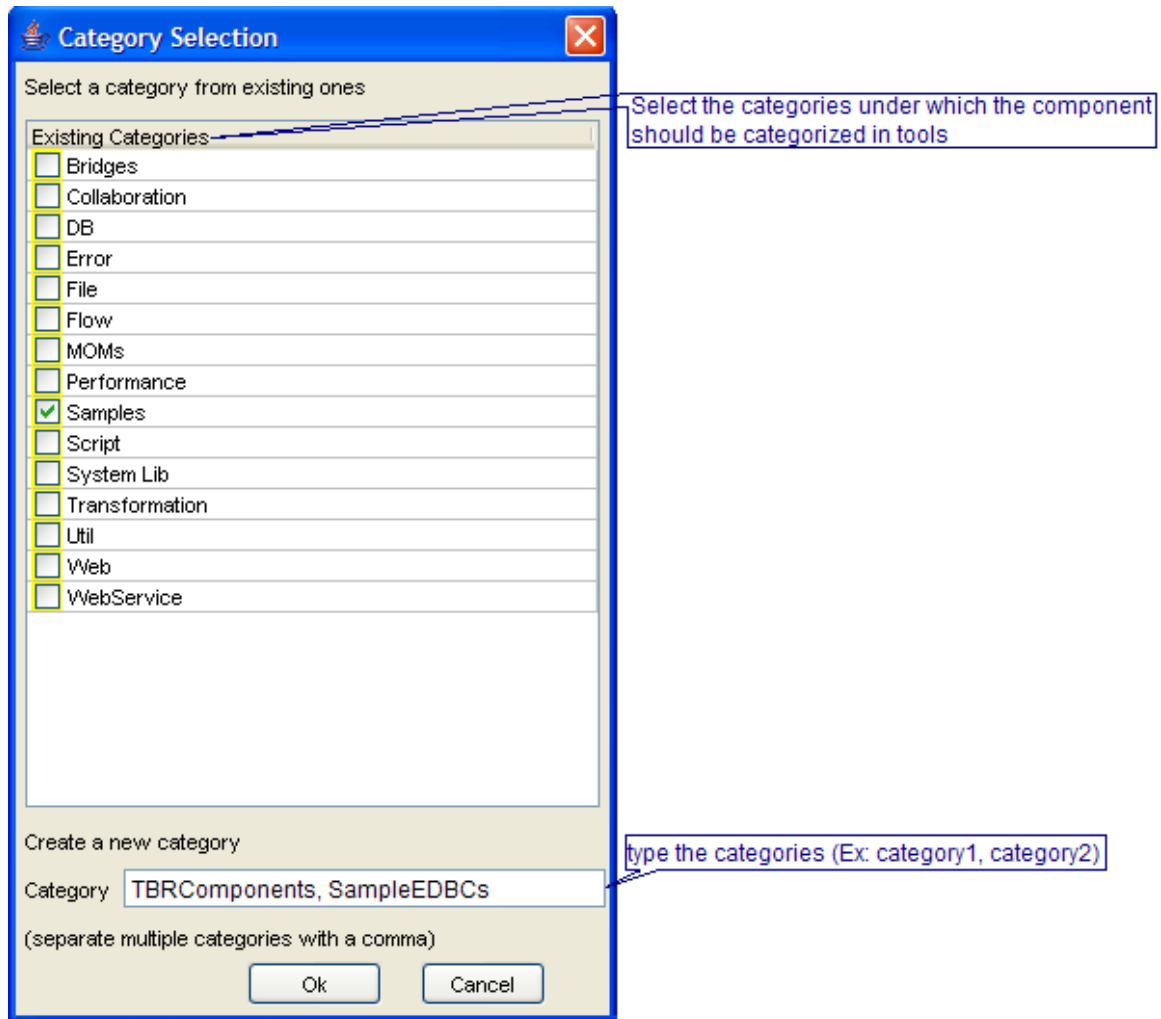 Category Selection
Select a category from existing ones
Select the categories under which the component
should be categorized in tools
Existing Categories
Bridges
Collaboration
DB
Error
File
Flow
MOMs
Performance
Samples
Script
System Lib
Transformation
Util
Web
WebService
Create a new category
type the categories (Ex: category1, category2)
Category TBRComponents, SampleEDBCs
(separate multiple categories with a comma)
Ok Cancel